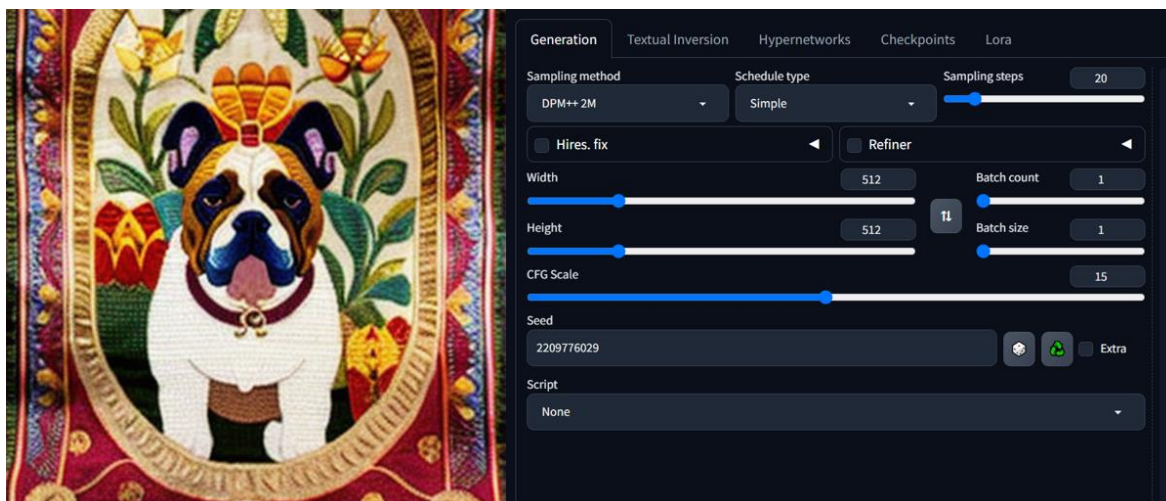 Generation Textual Inversion Hypernetworks Checkpoints Lora
Sampling method Schedule type Sampling steps 20
DPM++ 2M Simple
Hires. fix Refiner
Width 512 Batch count 1
Height 512 Batch size 1
CFG Scale 15
Seed
2209776029 Extra
Script
None